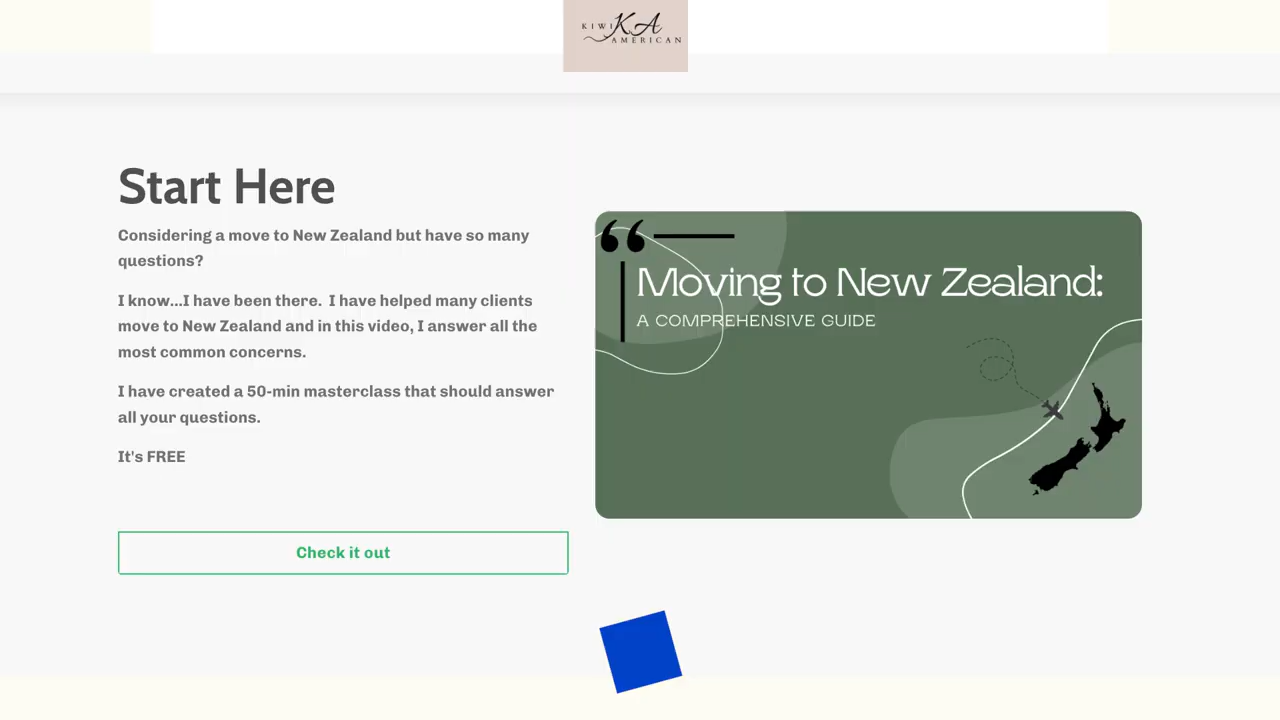 KIWI KA
AMERICAN
Start Here
Considering a move to New Zealand but have so many
questions?
I know...I have been there.  I have helped many clients
move to New Zealand and in this video, I answer all the
most common concerns.
I have created a 50-min masterclass that should answer
all your questions.
It's FREE
Check it out
“
Moving to New Zealand:
A COMPREHENSIVE GUIDE